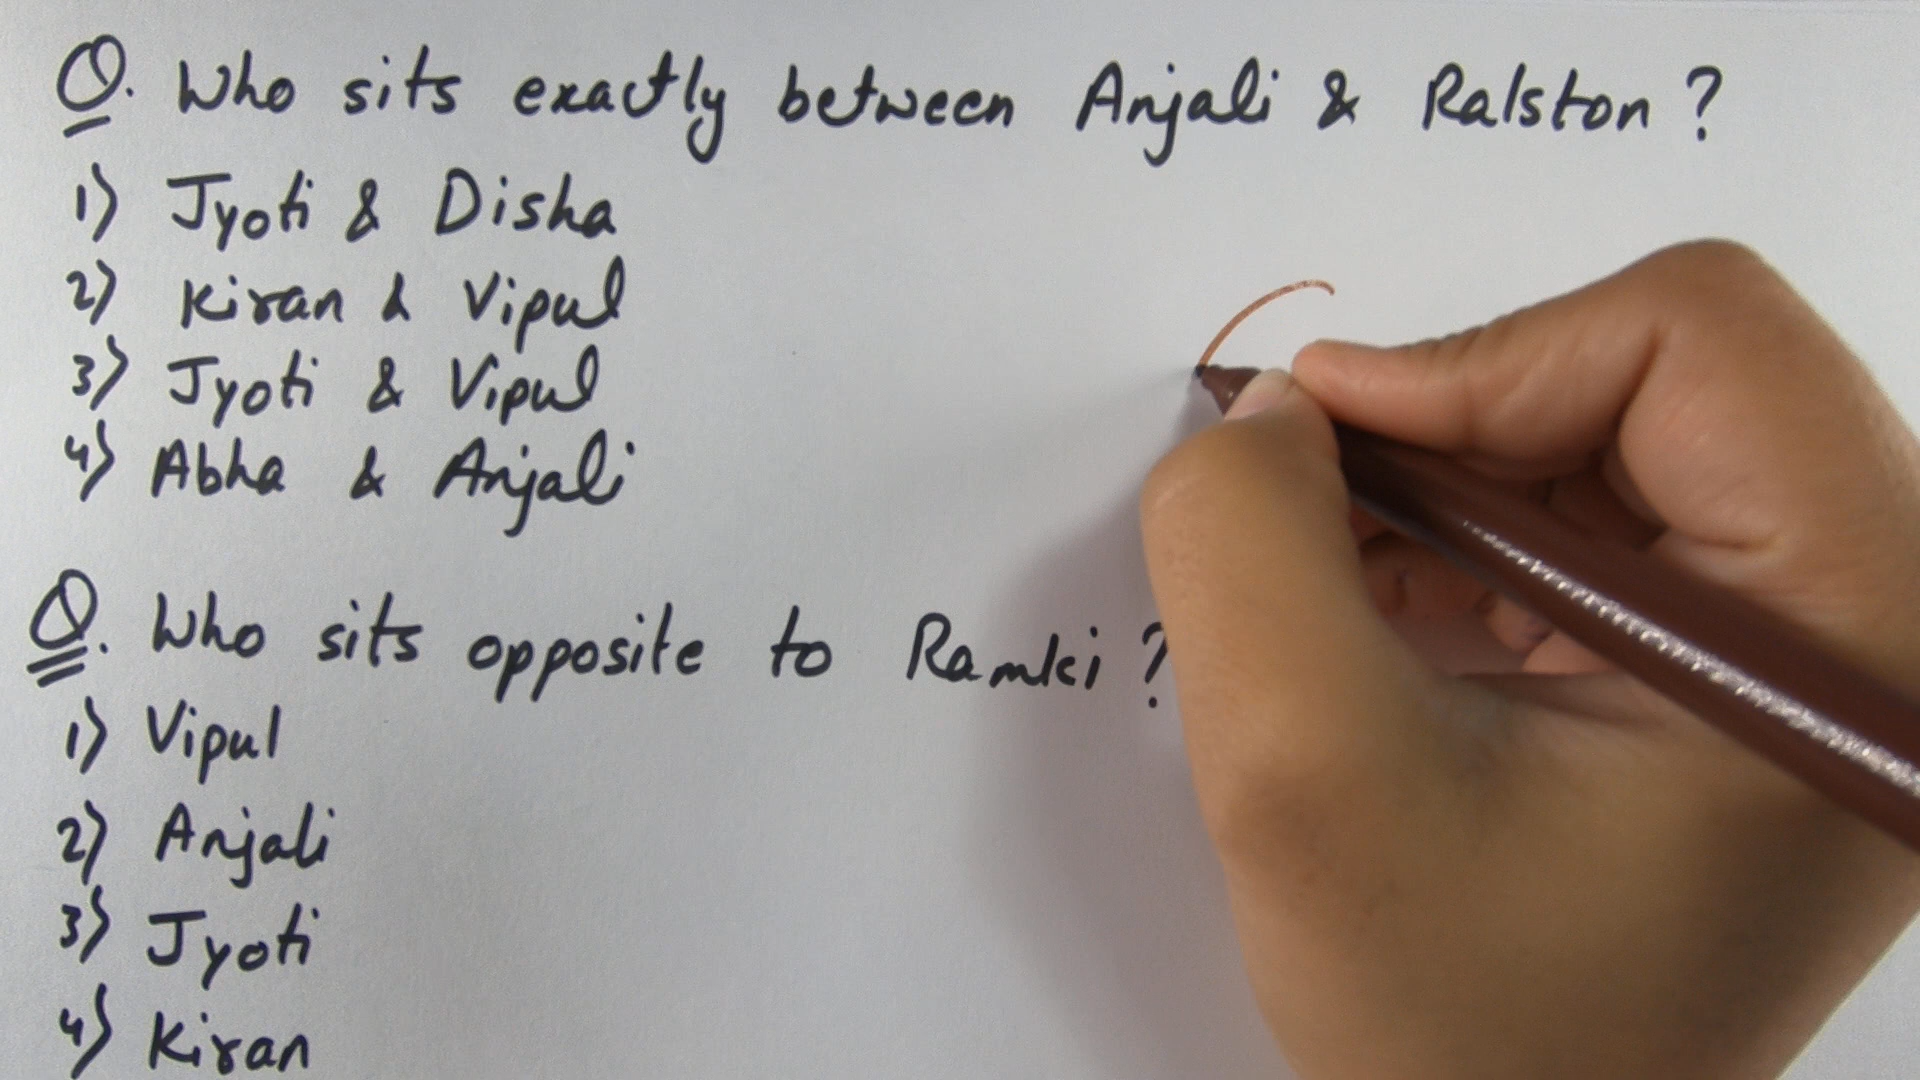 Q. Who sits exactly between Anjali & Ralston ?
1) Jyoti & Disha
2) Kiran & Vipul
3) Jyoti & Vipul
4) Abha & Anjali
Q. Who sits opposite to Ramki ?
1) Vipul
2) Anjali
3) Jyoti
4) Kiran